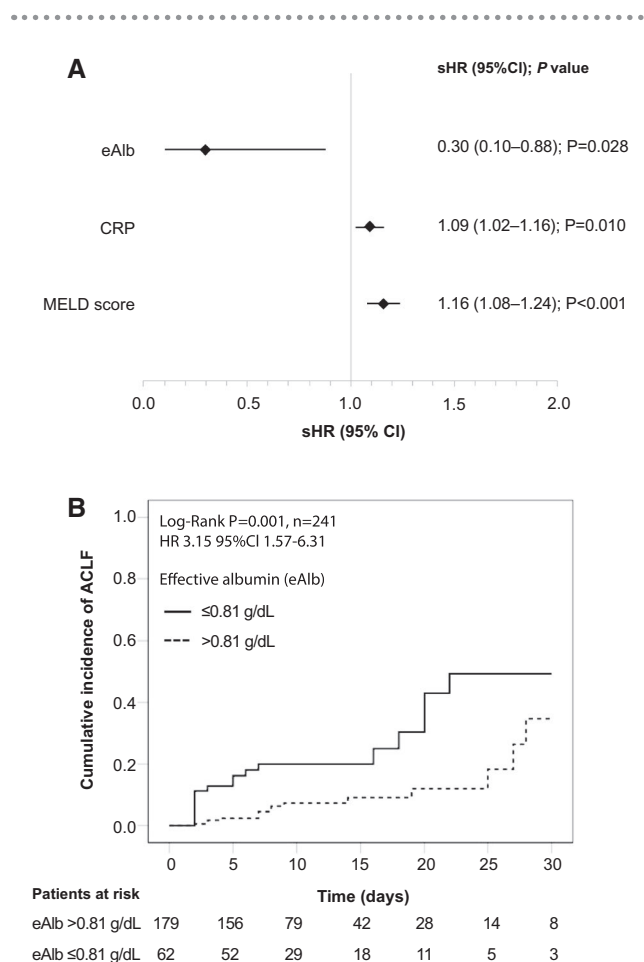 A
sHR (95%CI); P value
eAlb 0.30 (0.10–0.88); P=0.028
CRP 1.09 (1.02–1.16); P=0.010
MELD score 1.16 (1.08–1.24); P<0.001
0.0 0.5 1.0 1.5 2.0
sHR (95% CI)
B
Cumulative incidence of ACLF
1.0
0.8
0.6
0.4
0.2
0.0
Log-Rank P=0.001, n=241
HR 3.15 95%CI 1.57-6.31
Effective albumin (eAlb)
≤0.81 g/dL
>0.81 g/dL
0 5 10 15 20 25 30
Patients at risk Time (days)
eAlb >0.81 g/dL 179 156 79 42 28 14 8
eAlb ≤0.81 g/dL 62 52 29 18 11 5 3